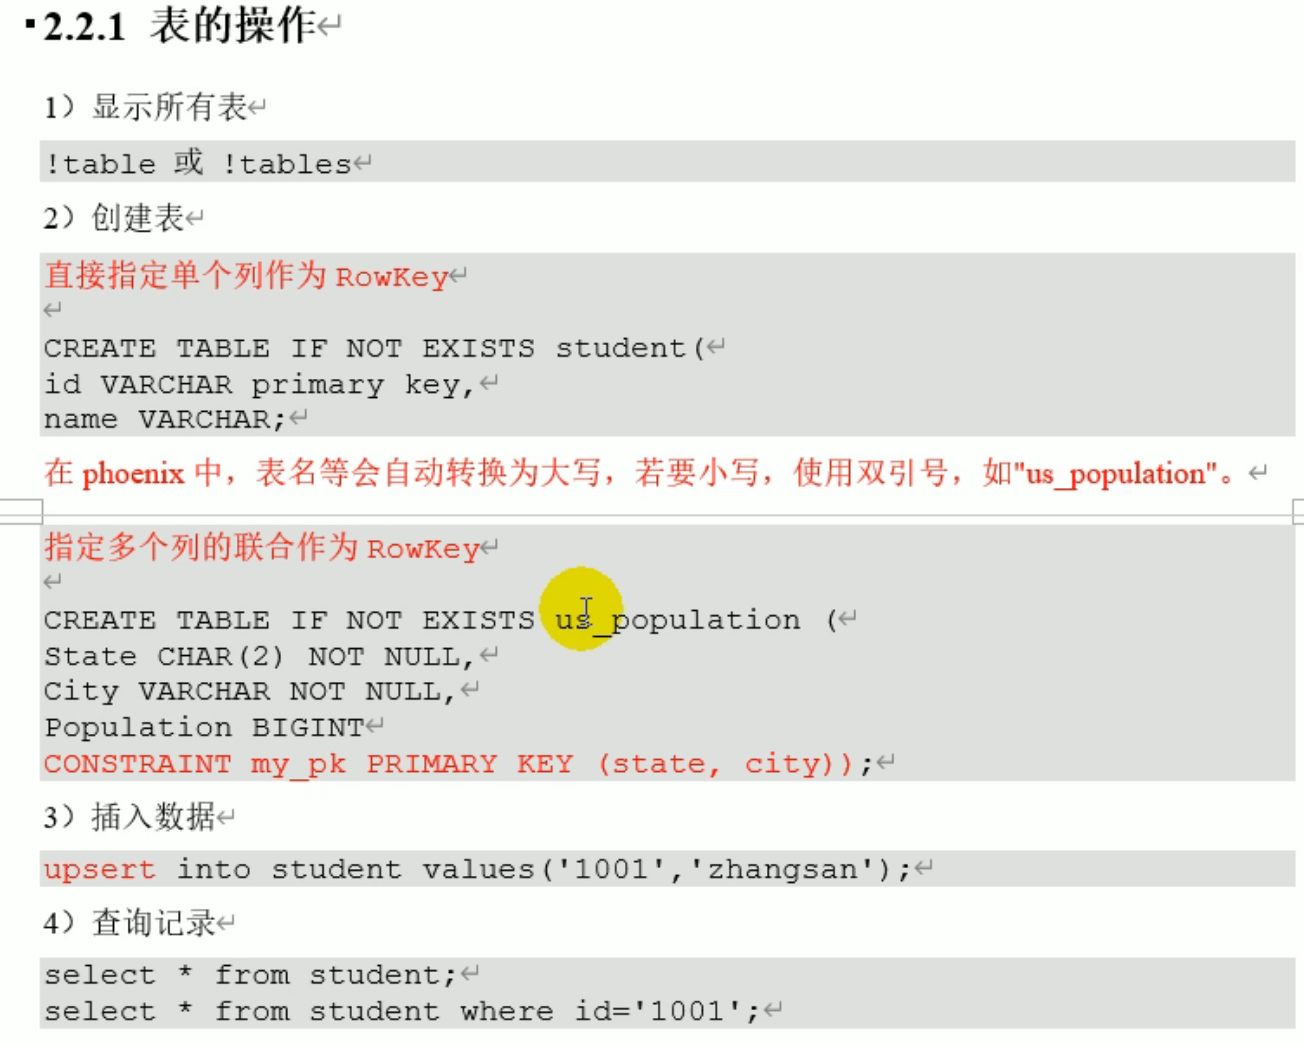 2.2.1 表的操作
1）显示所有表
!table 或 !tables
2）创建表
直接指定单个列作为 RowKey
CREATE TABLE IF NOT EXISTS student(
id VARCHAR primary key,
name VARCHAR;
在 phoenix 中，表名等会自动转换为大写，若要小写，使用双引号，如"us_population"。
指定多个列的联合作为 RowKey
CREATE TABLE IF NOT EXISTS us_population (
State CHAR(2) NOT NULL,
City VARCHAR NOT NULL,
Population BIGINT
CONSTRAINT my_pk PRIMARY KEY (state, city));
3）插入数据
upsert into student values('1001','zhangsan');
4）查询记录
select * from student;
select * from student where id='1001';